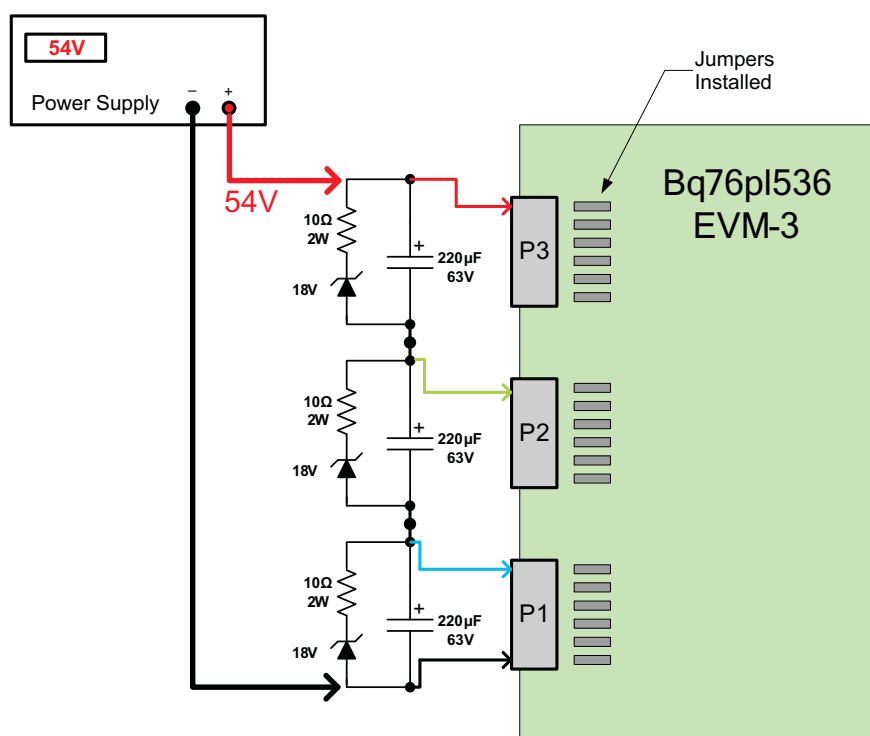 54V
− +
Power Supply
54V
Jumpers
Installed
Bq76pl536
EVM-3
10Ω
2W
18V
+
220µF
63V
P3
10Ω
2W
18V
+
220µF
63V
P2
10Ω
2W
18V
+
220µF
63V
P1